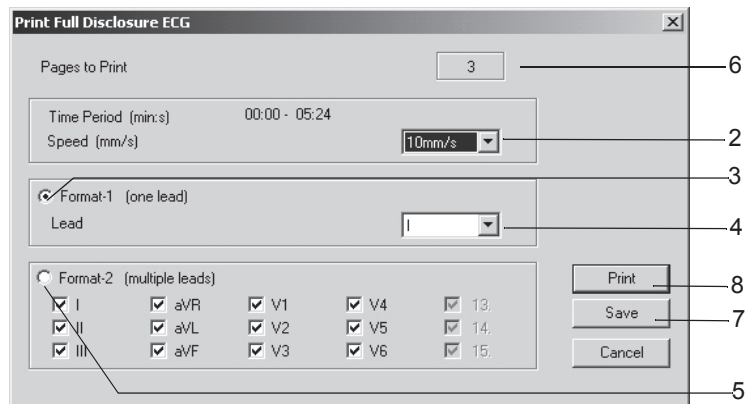 Print Full Disclosure ECG
Pages to Print 3 6
Time Period (min:s) 00:00 - 05:24
Speed (mm/s) 10mm/s 2
3
Format-1 (one lead)
Lead I 4
Format-2 (multiple leads) Print 8
I aVR V1 V4 13.
II aVL V2 V5 14. Save 7
III aVF V3 V6 15. Cancel
5